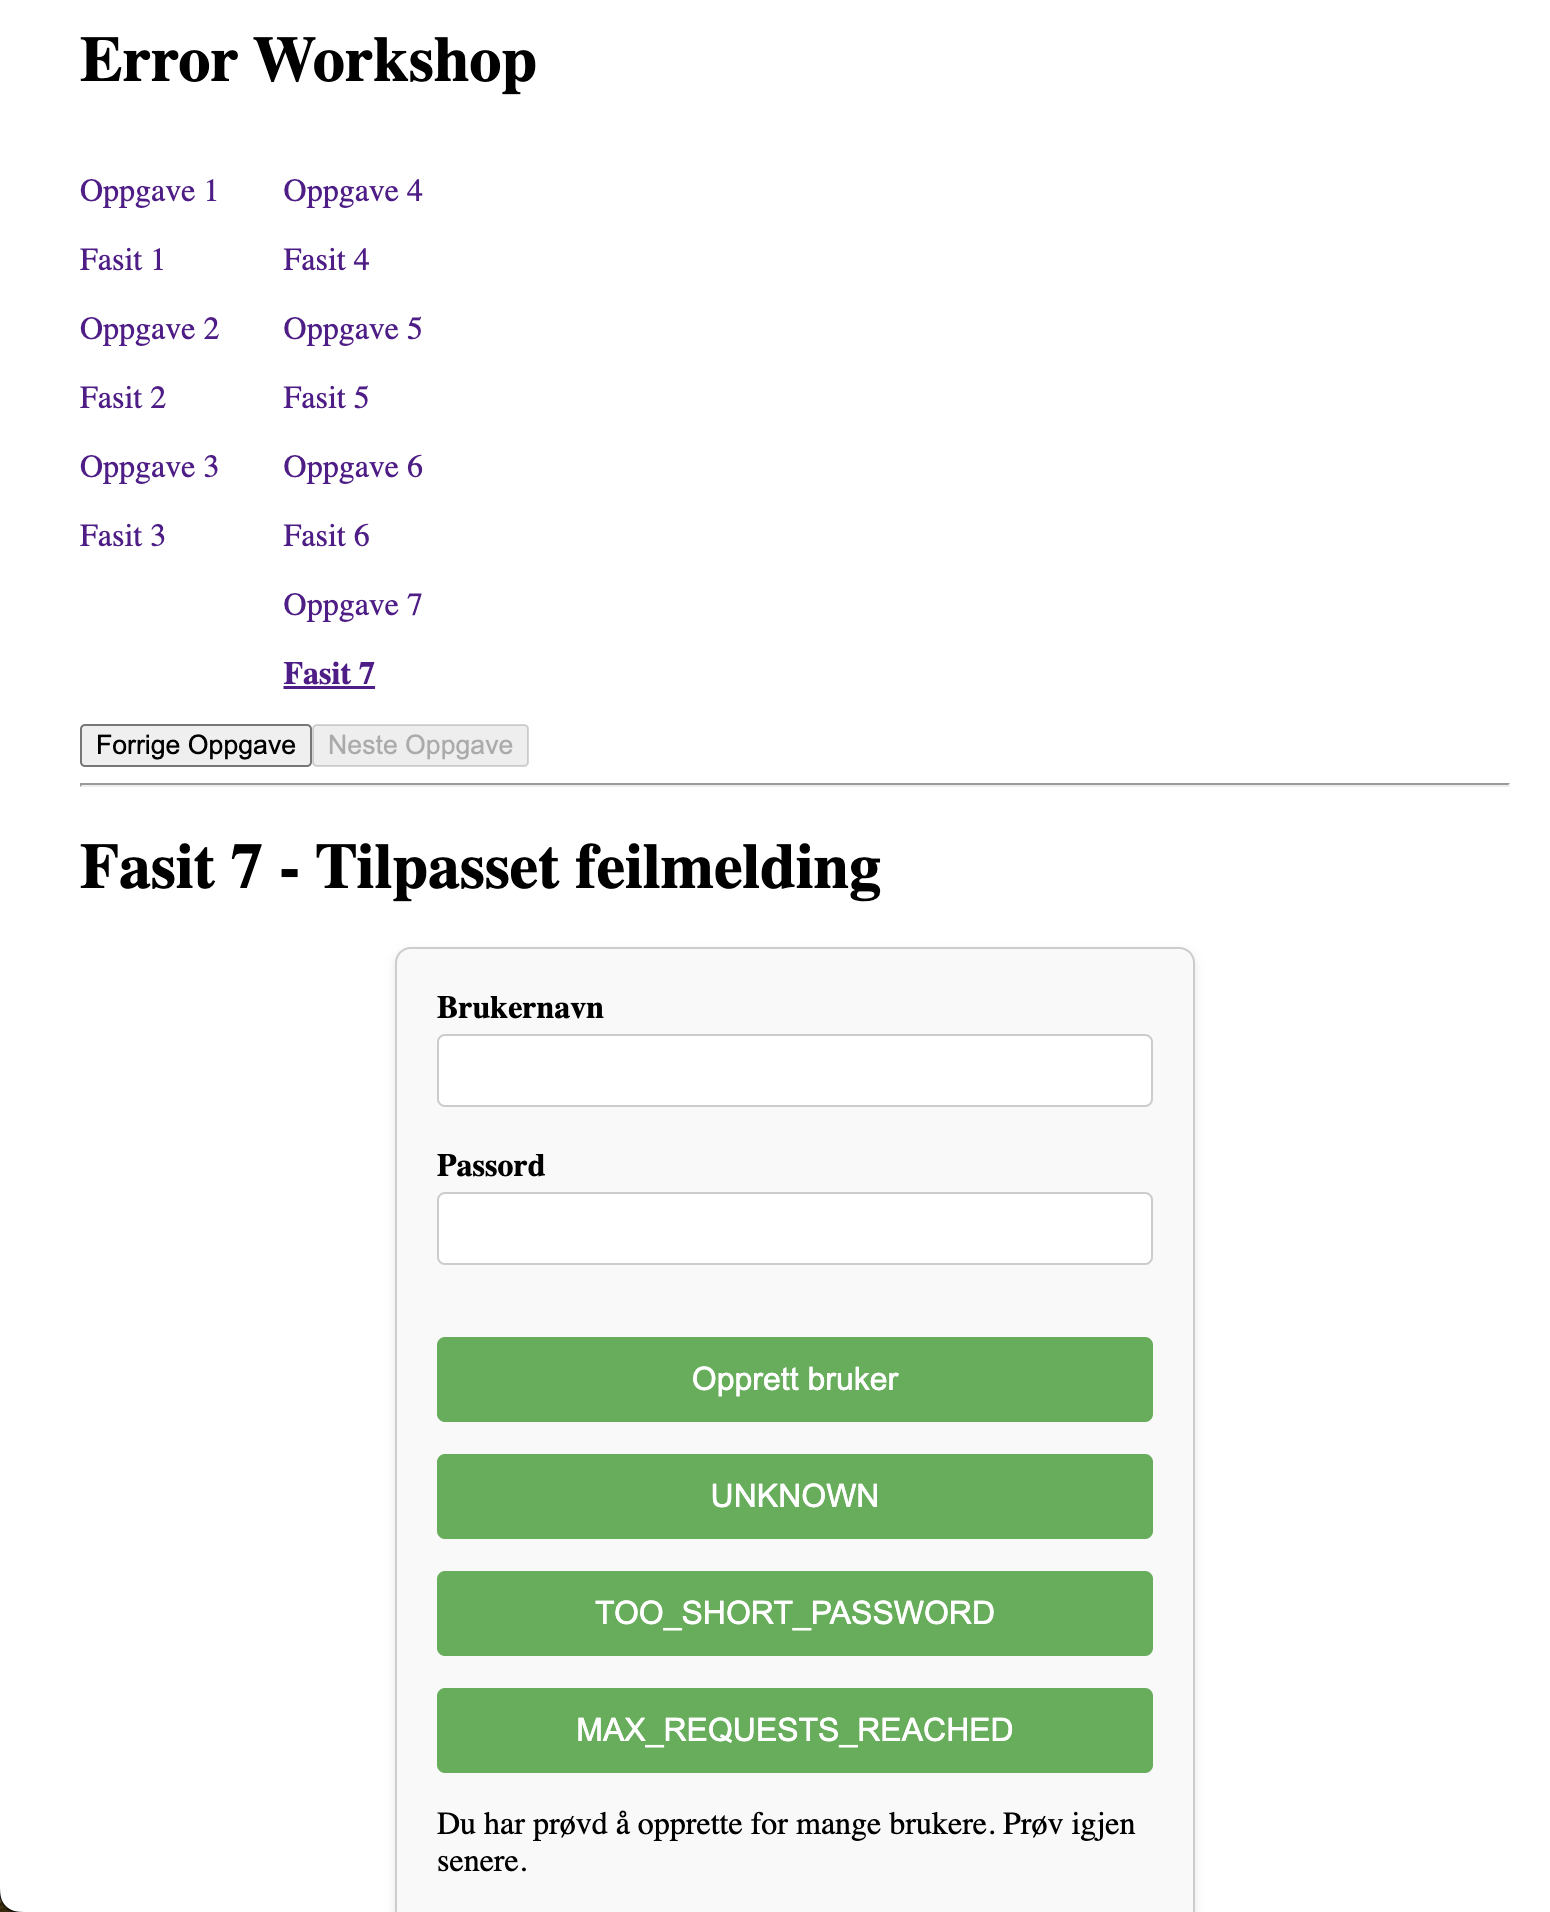 Error Workshop
Oppgave 1
Fasit 1
Oppgave 2
Fasit 2
Oppgave 3
Fasit 3
Oppgave 4
Fasit 4
Oppgave 5
Fasit 5
Oppgave 6
Fasit 6
Oppgave 7
Fasit 7
Forrige Oppgave
Neste Oppgave
Fasit 7 - Tilpasset feilmelding
Brukernavn
Passord
Opprett bruker
UNKNOWN
TOO_SHORT_PASSWORD
MAX_REQUESTS_REACHED
Du har prøvd å opprette for mange brukere. Prøv igjen
senere.